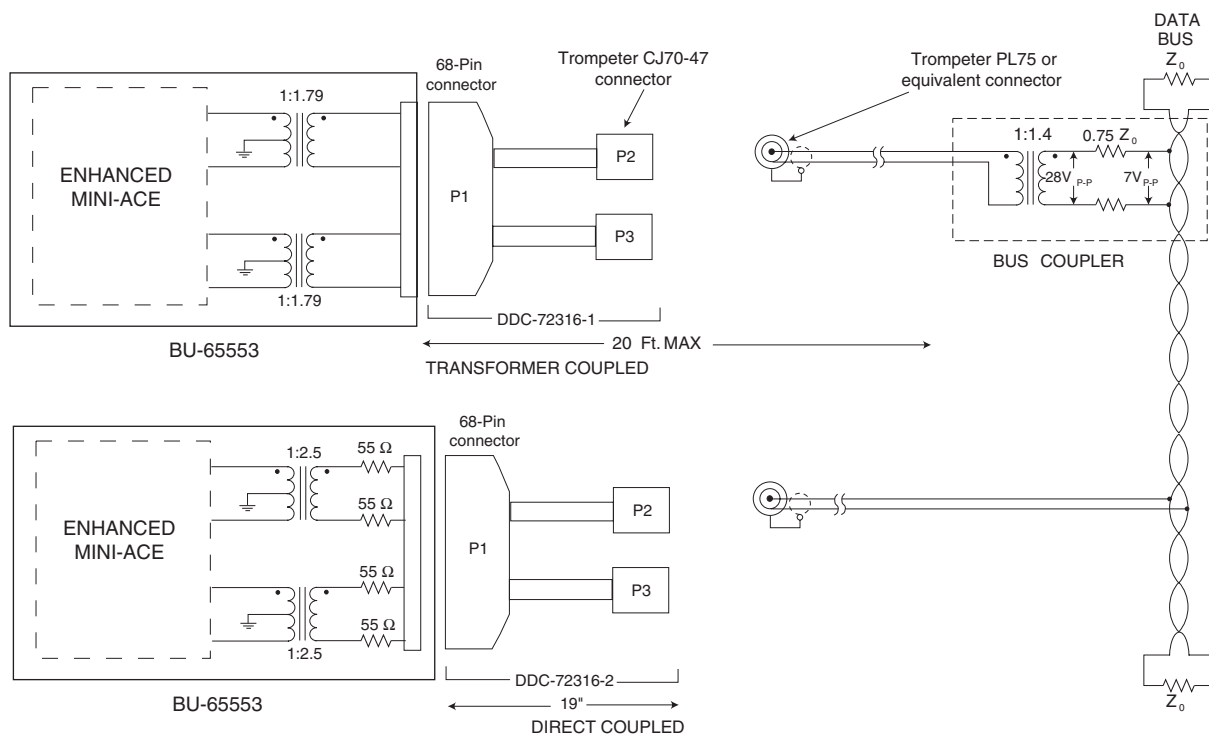 DATA
BUS
Z0
Trompeter CJ70-47
connector
Trompeter PL75 or
equivalent connector
68-Pin
connector
1:1.79
ENHANCED
MINI-ACE
1:1.79
P1
P2
P3
1:1.4
0.75 Z0
28VP-P
7VP-P
BUS COUPLER
DDC-72316-1
BU-65553
20 Ft. MAX
TRANSFORMER COUPLED
68-Pin
connector
1:2.5
55 Ω
55 Ω
ENHANCED
MINI-ACE
55 Ω
55 Ω
1:2.5
P1
P2
P3
DDC-72316-2
BU-65553
19"
DIRECT COUPLED
Z0